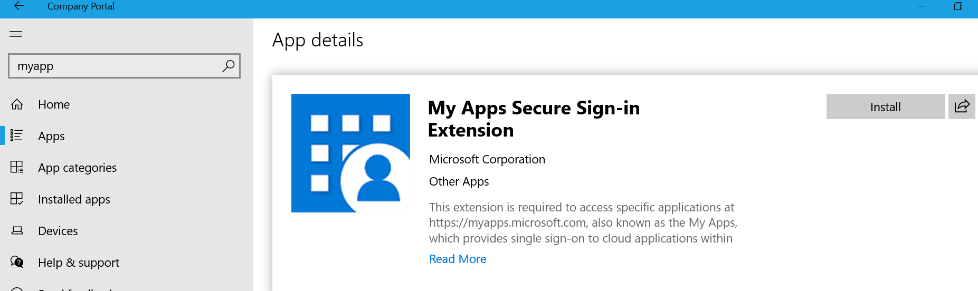 Company Portal
myapp
Home
Apps
App categories
Installed apps
Devices
Help & support
App details
My Apps Secure Sign-in
Extension
Microsoft Corporation
Other Apps
This extension is required to access specific applications at
https://myapps.microsoft.com, also known as the My Apps,
which provides single sign-on to cloud applications within
Read More
Install